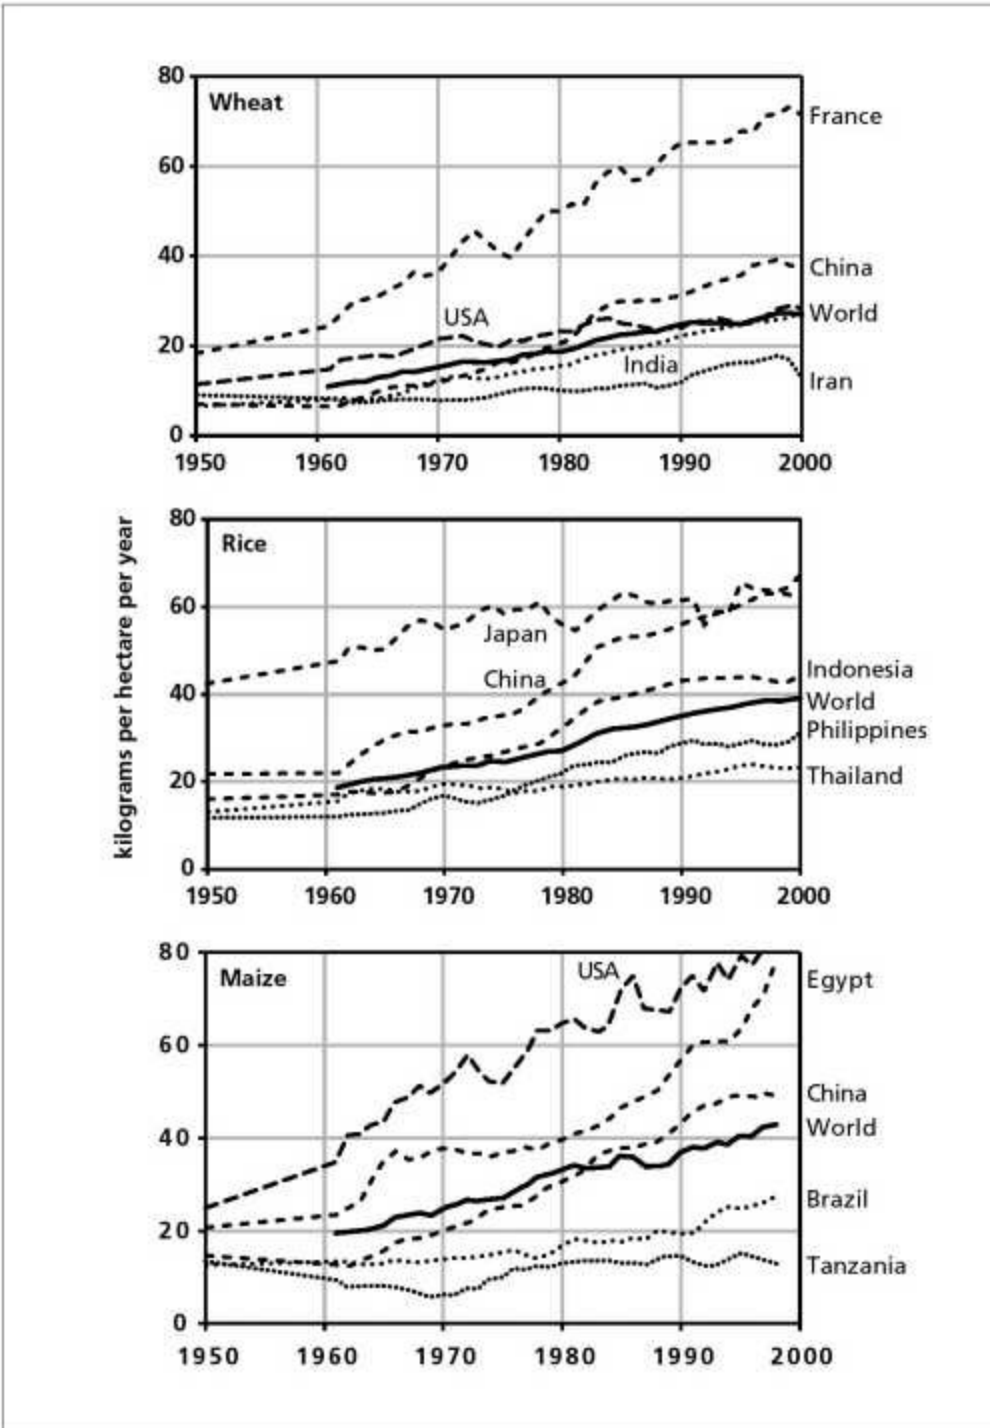 80
Wheat
France
60
40
China
USA
World
20
India
Iran
0
1950 1960 1970 1980 1990 2000
kilograms per hectare per year
80
Rice
60
Japan
Indonesia
China
40
World
Philippines
20
Thailand
0
1950 1960 1970 1980 1990 2000
80
USA
Maize
Egypt
60
China
40
World
Brazil
20
Tanzania
0
1950 1960 1970 1980 1990 2000